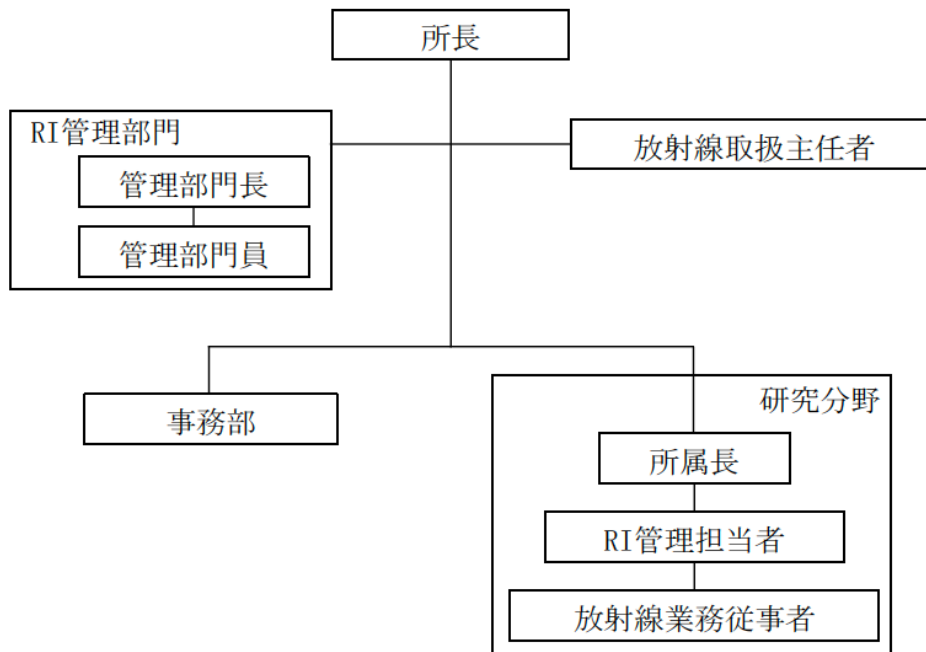 所長
RI管理部門
管理部門長
管理部門員
放射線取扱主任者
事務部
研究分野
所属長
RI管理担当者
放射線業務従事者